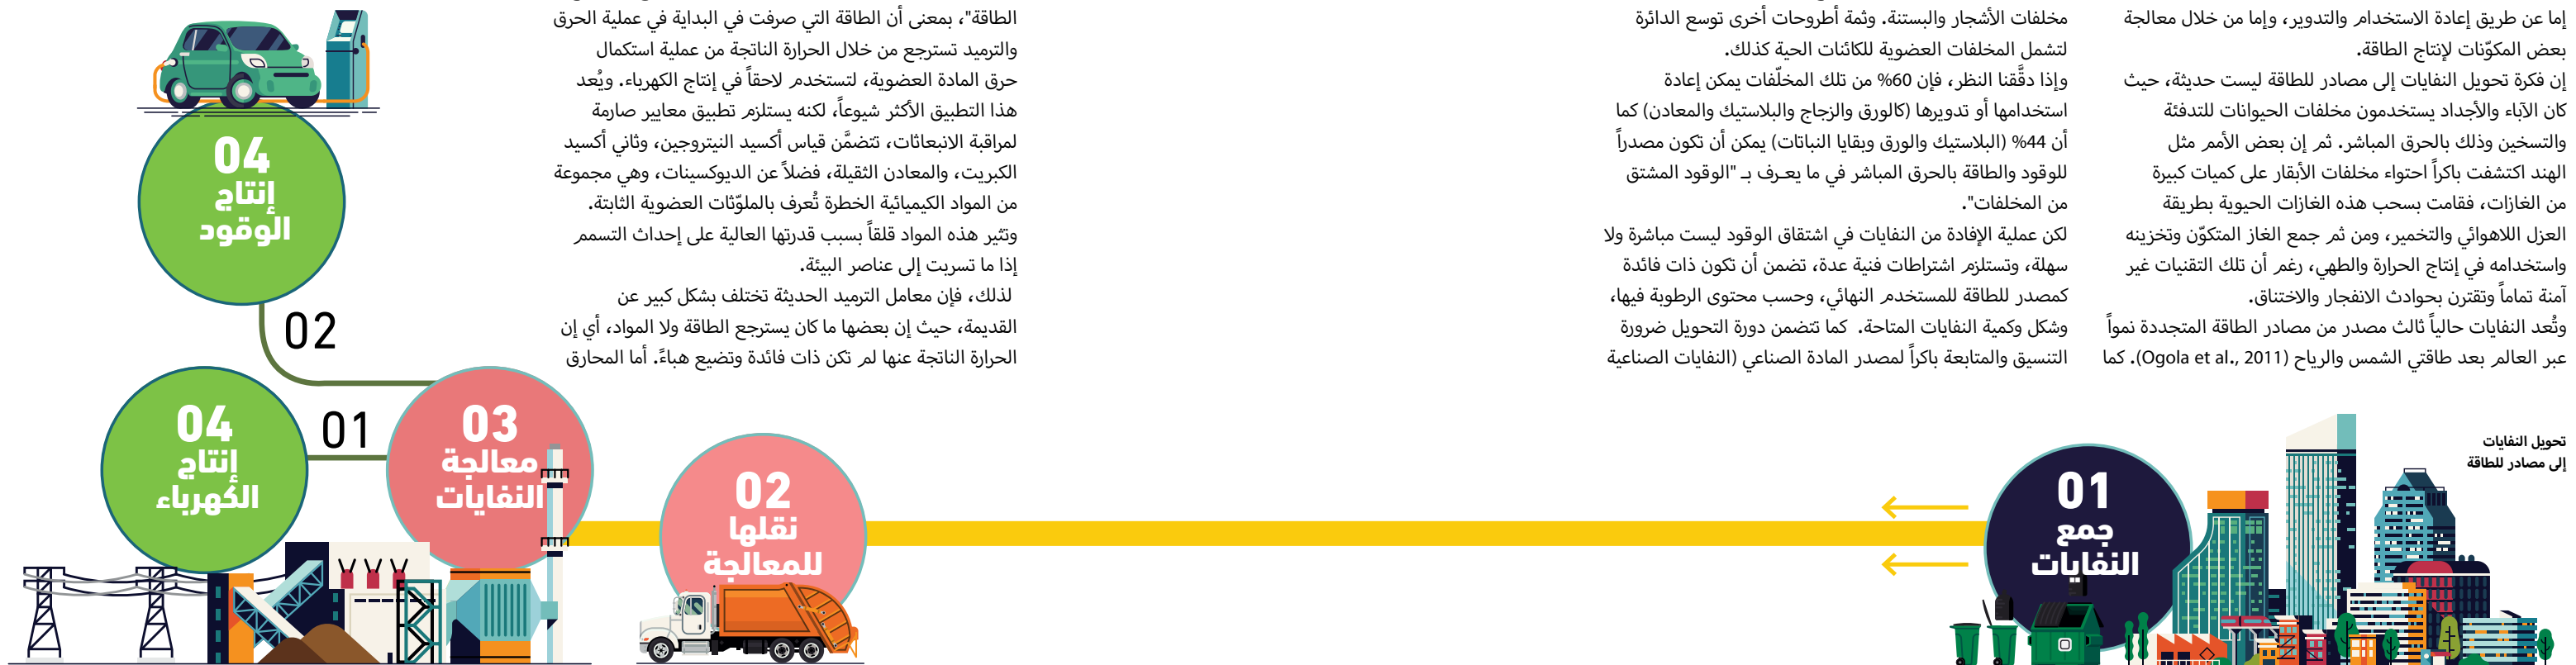 إما عن طريق إعادة الاستخدام والتدوير، وإما من خلال معالجة
بعض المكوّنات لإنتاج الطاقة.
إن فكرة تحويل النفايات إلى مصادر للطاقة ليست حديثة، حيث
كان الآباء والأجداد يستخدمون مخلفات الحيوانات للتدفئة
والتسخين وذلك بالحرق المباشر. ثم إن بعض الأمم مثل
الهند اكتشفت باكراً احتواء مخلفات الأبقار على كميات كبيرة
من الغازات، فقامت بسحب هذه الغازات الحيوية بطريقة
العزل اللاهوائي والتخمير، ومن ثم جمع الغاز المتكوّن وتخزينه
واستخدامه في إنتاج الحرارة والطهي، رغم أن تلك التقنيات غير
آمنة تماماً وتقترن بحوادث الانفجار والاختناق.
وتُعد النفايات حالياً ثالث مصدر من مصادر الطاقة المتجددة نمواً
عبر العالم بعد طاقتي الشمس والرياح (Ogola et al., 2011). كما
مخلفات الأشجار والبستنة. وثمة أطروحات أخرى توسع الدائرة
لتشمل المخلفات العضوية للكائنات الحية كذلك.
وإذا دقَّقنا النظر، فإن 60% من تلك المخلّفات يمكن إعادة
استخدامها أو تدويرها (كالورق والزجاج والبلاستيك والمعادن) كما
أن 44% (البلاستيك والورق وبقايا النباتات) يمكن أن تكون مصدراً
للوقود والطاقة بالحرق المباشر في ما يعـرف بـ "الوقود المشتق
من المخلفات".
لكن عملية الإفادة من النفايات في اشتقاق الوقود ليست مباشرة ولا
سهلة، وتستلزم اشتراطات فنية عدة، تضمن أن تكون ذات فائدة
كمصدر للطاقة للمستخدم النهائي، وحسب محتوى الرطوبة فيها،
وشكل وكمية النفايات المتاحة. كما تتضمن دورة التحويل ضرورة
التنسيق والمتابعة باكراً لمصدر المادة الصناعي (النفايات الصناعية
الطاقة"، بمعنى أن الطاقة التي صرفت في البداية في عملية الحرق
والترميد تسترجع من خلال الحرارة الناتجة من عملية استكمال
حرق المادة العضوية، لتستخدم لاحقاً في إنتاج الكهرباء. ويُعد
هذا التطبيق الأكثر شيوعاً، لكنه يستلزم تطبيق معايير صارمة
لمراقبة الانبعاثات، تتضمَّن قياس أكسيد النيتروجين، وثاني أكسيد
الكبريت، والمعادن الثقيلة، فضلاً عن الديوكسينات، وهي مجموعة
من المواد الكيميائية الخطرة تُعرف بالملوّثات العضوية الثابتة.
وتثير هذه المواد قلقاً بسبب قدرتها العالية على إحداث التسمم
إذا ما تسربت إلى عناصر البيئة.
لذلك، فإن معامل الترميد الحديثة تختلف بشكل كبير عن
القديمة، حيث إن بعضها ما كان يسترجع الطاقة ولا المواد، أي إن
الحرارة الناتجة عنها لم تكن ذات فائدة وتضيع هباءً. أما المحارق
تحويل النفايات
إلى مصادر للطاقة
01
جمع
النفايات
02
نقلها
للمعالجة
03
معالجة
النفايات
01
04
إنتاج
الكهرباء
02
04
إنتاج
الوقود